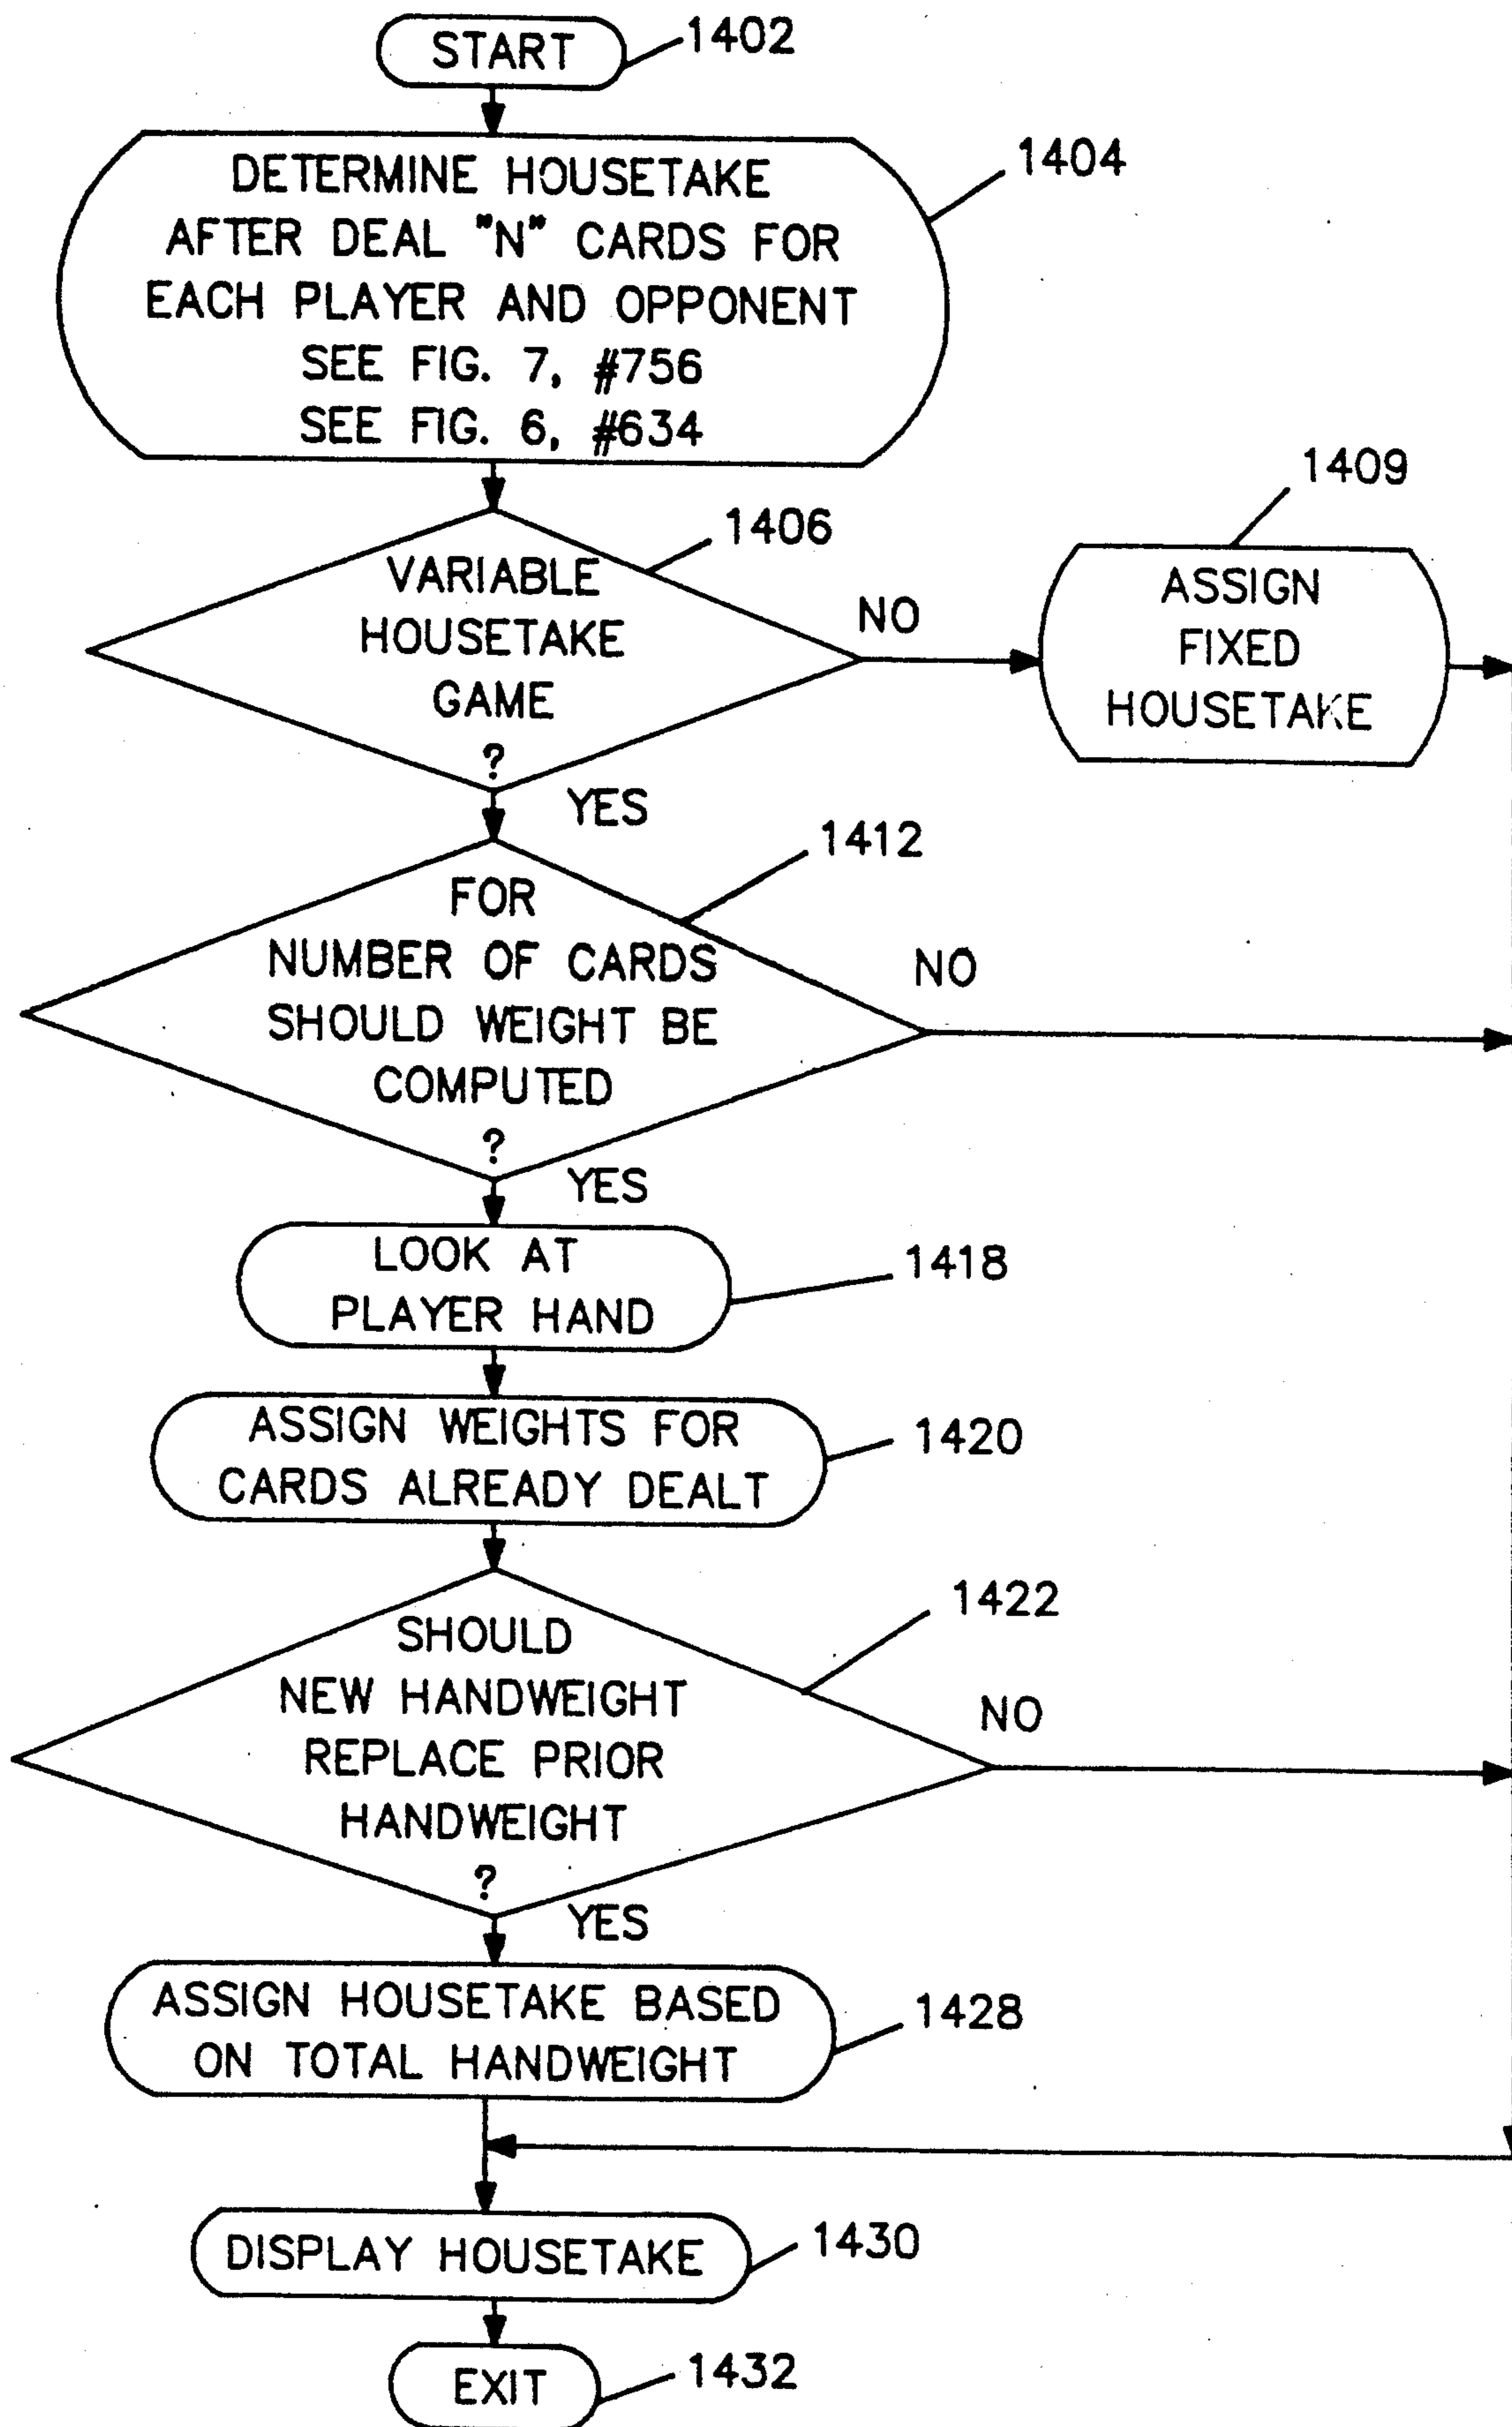 START
1402
DETERMINE HOUSETAKE
AFTER DEAL "N" CARDS FOR
EACH PLAYER AND OPPONENT
SEE FIG. 7, #756
SEE FIG. 6, #634
1404
VARIABLE
HOUSETAKE
GAME
?
1406
NO
YES
ASSIGN
FIXED
HOUSETAKE
1409
FOR
NUMBER OF CARDS
SHOULD WEIGHT BE
COMPUTED
?
1412
NO
YES
LOOK AT
PLAYER HAND
1418
ASSIGN WEIGHTS FOR
CARDS ALREADY DEALT
1420
SHOULD
NEW HANDWEIGHT
REPLACE PRIOR
HANDWEIGHT
?
1422
NO
YES
ASSIGN HOUSETAKE BASED
ON TOTAL HANDWEIGHT
1428
DISPLAY HOUSETAKE
1430
EXIT
1432